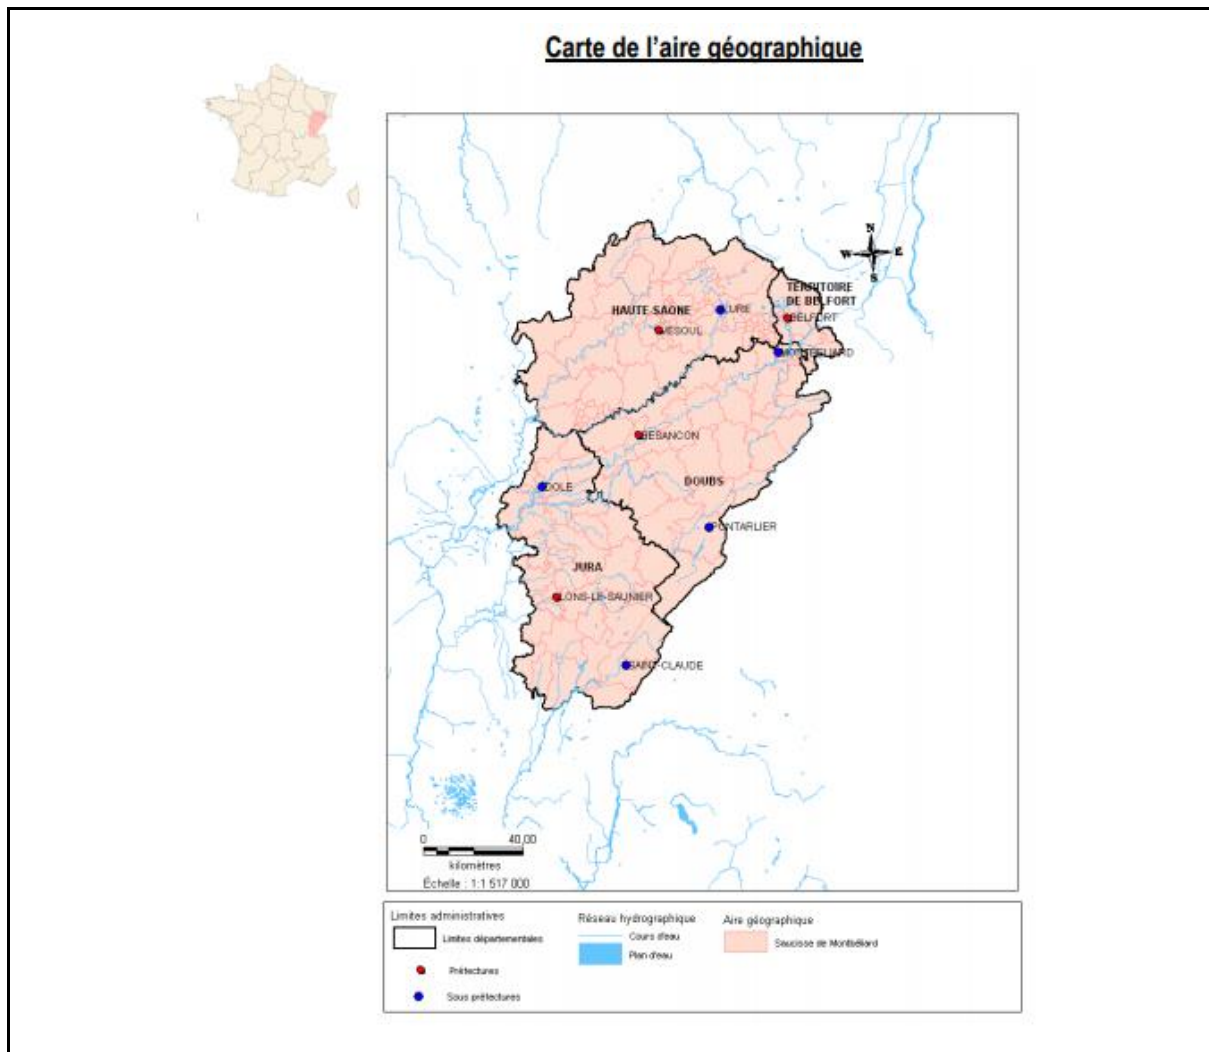 Carte de l'aire géographique
N
W E
S
TERRITOIRE
DE BELFORT
HAUTE-SAONE
LURE
BELFORT
VESOUL
MONTBELIARD
BESANCON
DOLE
DOUBS
PONTARLIER
JURA
LONS-LE-SAUNIER
SAINT-CLAUDE
0 40,00
kilomètres
Échelle : 1:1 517 000
Limites administratives
Limites départementales
Préfectures
Sous préfectures
Réseau hydrographique
Cours d'eau
Plan d'eau
Aire géographique
Saucisse de Montbéliard